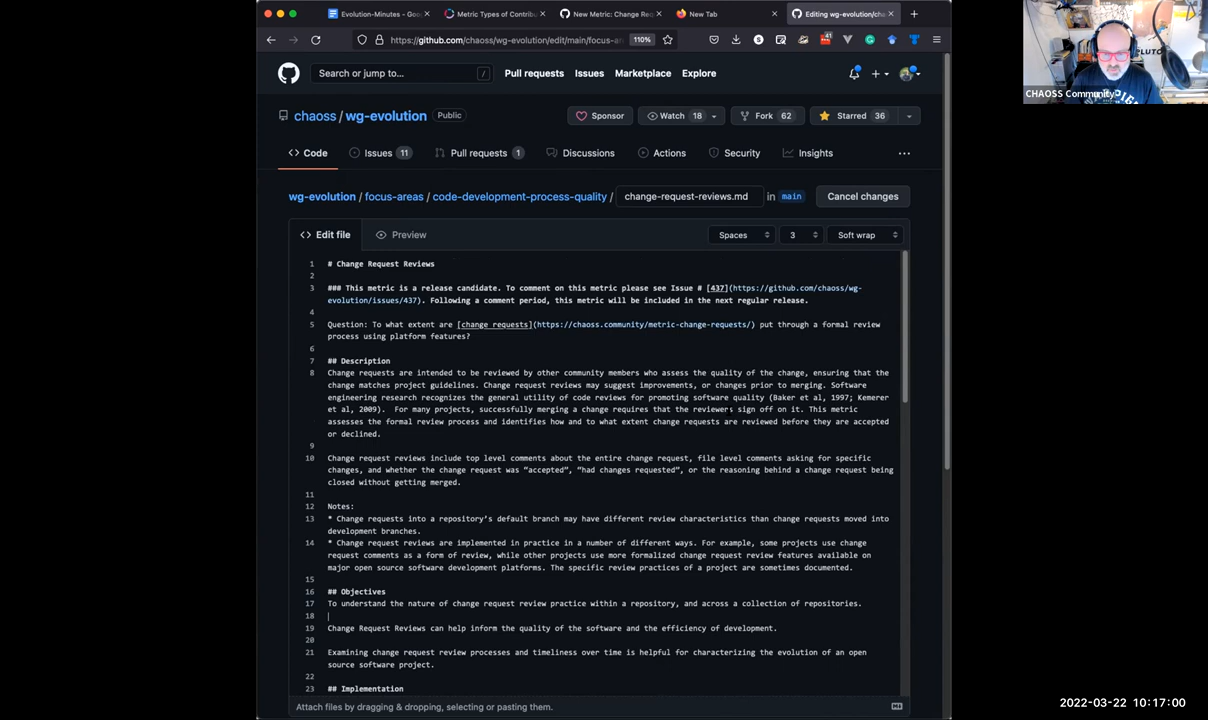 Evolution-Minutes – Goo
Metric Types of Contribu
New Metric: Change Req
New Tab
Editing wg-evolution/cha
https://github.com/chaoss/wg-evolution/edit/main/focus-a
110%
41
Search or jump to...
/
Pull requests
Issues
Marketplace
Explore
PLUTO
CHAOSS Community
chaoss / wg-evolution
Public
Sponsor
Watch 18
Fork 62
Starred 36
Code
Issues 11
Pull requests 1
Discussions
Actions
Security
Insights
wg-evolution / focus-areas / code-development-process-quality / change-request-reviews.md in main
Cancel changes
Edit file
Preview
Spaces
3
Soft wrap
1 # Change Request Reviews
2
3 ### This metric is a release candidate. To comment on this metric please see Issue # [437](https://github.com/chaoss/wg-
evolution/issues/437). Following a comment period, this metric will be included in the next regular release.
4
5 Question: To what extent are [change requests](https://chaoss.community/metric-change-requests/) put through a formal review
process using platform features?
6
7 ## Description
8 Change requests are intended to be reviewed by other community members who assess the quality of the change, ensuring that the
change matches project guidelines. Change request reviews may suggest improvements, or changes prior to merging. Software
engineering research recognizes the general utility of code reviews for promoting software quality (Baker et al, 1997; Kemerer
et al, 2009).  For many projects, successfully merging a change requires that the reviewers sign off on it. This metric
assesses the formal review process and identifies how and to what extent change requests are reviewed before they are accepted
or declined.
9
10 Change request reviews include top level comments about the entire change request, file level comments asking for specific
changes, and whether the change request was “accepted”, “had changes requested”, or the reasoning behind a change request being
closed without getting merged.
11
12 Notes:
13 * Change requests into a repository’s default branch may have different review characteristics than change requests moved into
development branches.
14 * Change request reviews are implemented in practice in a number of different ways. For example, some projects use change
request comments as a form of review, while other projects use more formalized change request review features available on
major open source software development platforms. The specific review practices of a project are sometimes documented.
15
16 ## Objectives
17 To understand the nature of change request review practice within a repository, and across a collection of repositories.
18
19 Change Request Reviews can help inform the quality of the software and the efficiency of development.
20
21 Examining change request review processes and timeliness over time is helpful for characterizing the evolution of an open
source software project.
22
23 ## Implementation
Attach files by dragging & dropping, selecting or pasting them.
2022-03-22 10:17:00